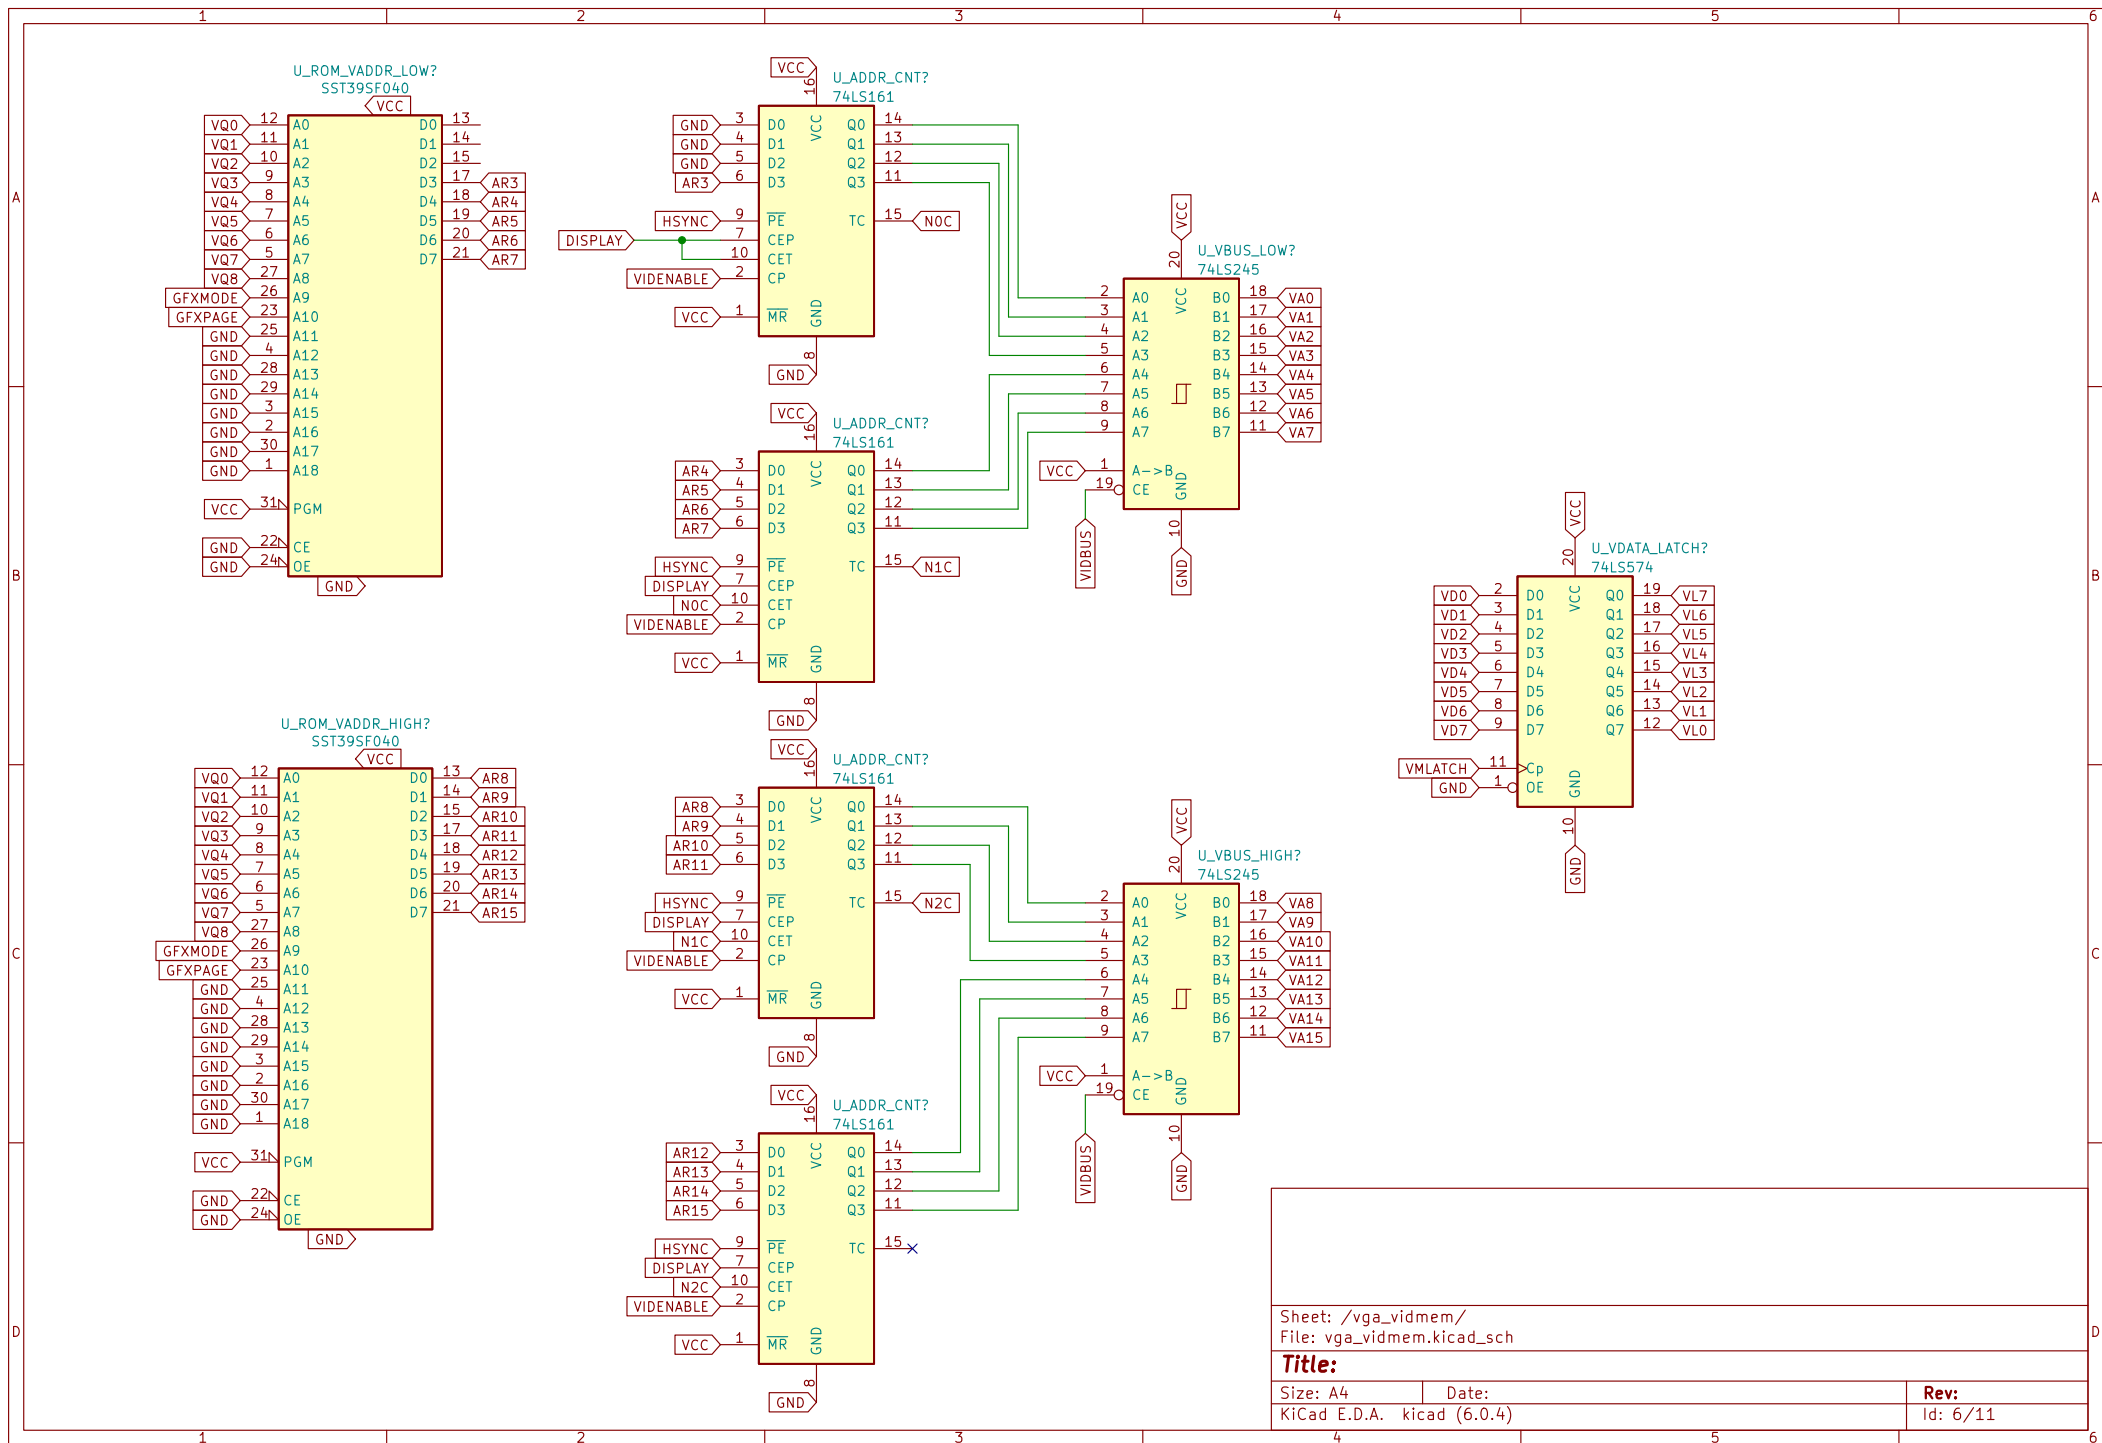 1 2 3 4 5 6
A B C D
U_ROM_VADDR_LOW?
SST39SF040
VCC
VQ0 12 A0 D0 13
VQ1 11 A1 D1 14
VQ2 10 A2 D2 15
VQ3 9 A3 D3 17 AR3
VQ4 8 A4 D4 18 AR4
VQ5 7 A5 D5 19 AR5
VQ6 6 A6 D6 20 AR6
VQ7 5 A7 D7 21 AR7
VQ8 27 A8
GFXMODE 26 A9
GFXPAGE 23 A10
GND 25 A11
GND 4 A12
GND 28 A13
GND 29 A14
GND 3 A15
GND 2 A16
GND 30 A17
GND 1 A18
VCC 31 PGM
GND 22 CE
GND 24 OE
GND
U_ROM_VADDR_HIGH?
SST39SF040
VCC
VQ0 12 A0 D0 13 AR8
VQ1 11 A1 D1 14 AR9
VQ2 10 A2 D2 15 AR10
VQ3 9 A3 D3 17 AR11
VQ4 8 A4 D4 18 AR12
VQ5 7 A5 D5 19 AR13
VQ6 6 A6 D6 20 AR14
VQ7 5 A7 D7 21 AR15
VQ8 27 A8
GFXMODE 26 A9
GFXPAGE 23 A10
GND 25 A11
GND 4 A12
GND 28 A13
GND 29 A14
GND 3 A15
GND 2 A16
GND 30 A17
GND 1 A18
VCC 31 PGM
GND 22 CE
GND 24 OE
GND
VCC 16 U_ADDR_CNT?
74LS161
VCC
GND 3 D0 Q0 14
GND 4 D1 Q1 13
GND 5 D2 Q2 12
AR3 6 D3 Q3 11
HSYNC 9 PE TC 15 N0C
DISPLAY 7 CEP
10 CET
VIDENABLE 2 CP
VCC 1 MR GND
GND 8
VCC 16 U_ADDR_CNT?
74LS161
VCC
AR4 3 D0 Q0 14
AR5 4 D1 Q1 13
AR6 5 D2 Q2 12
AR7 6 D3 Q3 11
HSYNC 9 PE TC 15 N1C
DISPLAY 7 CEP
N0C 10 CET
VIDENABLE 2 CP
VCC 1 MR GND
GND 8
VCC 16 U_ADDR_CNT?
74LS161
VCC
AR8 3 D0 Q0 14
AR9 4 D1 Q1 13
AR10 5 D2 Q2 12
AR11 6 D3 Q3 11
HSYNC 9 PE TC 15 N2C
DISPLAY 7 CEP
N1C 10 CET
VIDENABLE 2 CP
VCC 1 MR GND
GND 8
VCC 16 U_ADDR_CNT?
74LS161
VCC
AR12 3 D0 Q0 14
AR13 4 D1 Q1 13
AR14 5 D2 Q2 12
AR15 6 D3 Q3 11
HSYNC 9 PE TC 15
DISPLAY 7 CEP
N2C 10 CET
VIDENABLE 2 CP
VCC 1 MR GND
GND 8
VCC
20 U_VBUS_LOW?
74LS245
VCC
2 A0 B0 18 VA0
3 A1 B1 17 VA1
4 A2 B2 16 VA2
5 A3 B3 15 VA3
6 A4 B4 14 VA4
7 A5 B5 13 VA5
8 A6 B6 12 VA6
9 A7 B7 11 VA7
VCC 1 A->B GND
19 CE
VIDBUS 10 GND
VCC
20 U_VBUS_HIGH?
74LS245
VCC
2 A0 B0 18 VA8
3 A1 B1 17 VA9
4 A2 B2 16 VA10
5 A3 B3 15 VA11
6 A4 B4 14 VA12
7 A5 B5 13 VA13
8 A6 B6 12 VA14
9 A7 B7 11 VA15
VCC 1 A->B GND
19 CE
VIDBUS 10 GND
VCC
20 U_VDATA_LATCH?
74LS574
VCC
VD0 2 D0 Q0 19 VL7
VD1 3 D1 Q1 18 VL6
VD2 4 D2 Q2 17 VL5
VD3 5 D3 Q3 16 VL4
VD4 6 D4 Q4 15 VL3
VD5 7 D5 Q5 14 VL2
VD6 8 D6 Q6 13 VL1
VD7 9 D7 Q7 12 VL0
VMLATCH 11 Cp GND
GND 1 OE
10 GND
Sheet: /vga_vidmem/
File: vga_vidmem.kicad_sch
Title:
Size: A4 Date: Rev:
KiCad E.D.A. kicad (6.0.4) Id: 6/11
A B C D
1 2 3 4 5 6